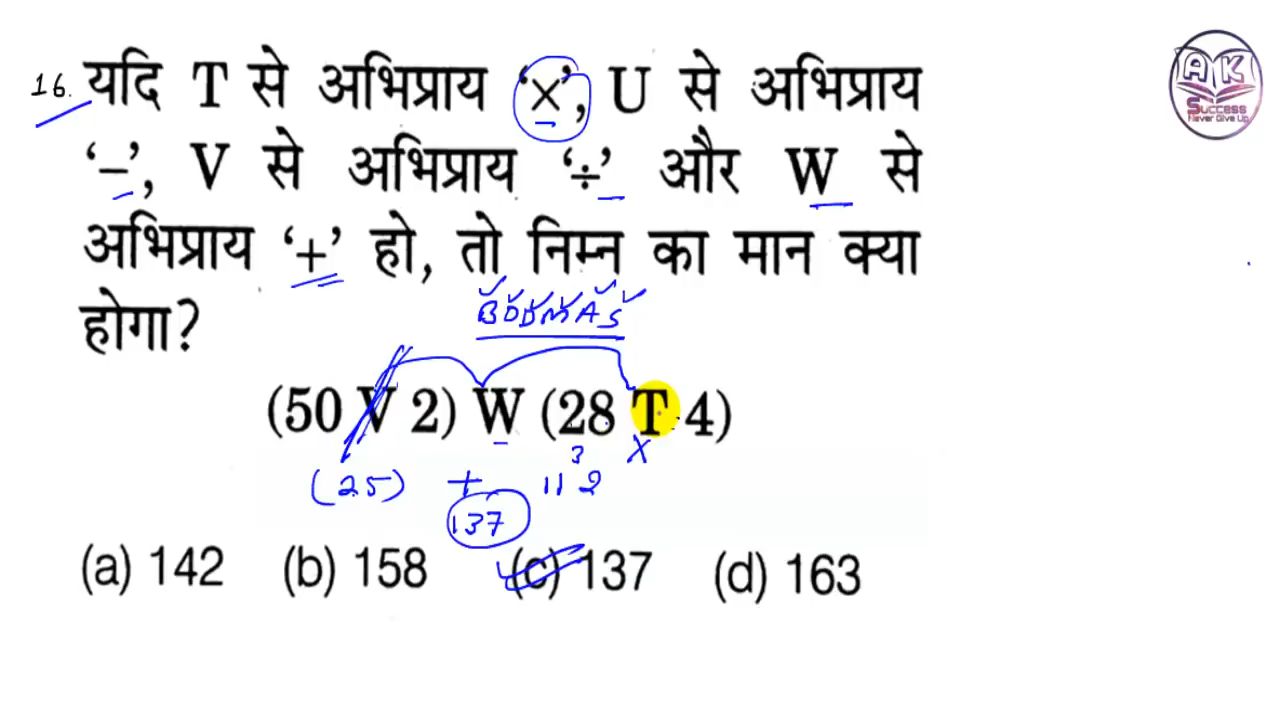 AK
Success
Never Give Up
16. यदि T से अभिप्राय ‘×’, U से अभिप्राय
‘–’, V से अभिप्राय ‘÷’ और W से
अभिप्राय ‘+’ हो, तो निम्न का मान क्या
होगा?
BODMAS
(50 V 2) W (28 T 4)
×
3
(25) + 112
137
(a) 142 (b) 158 (c) 137 (d) 163